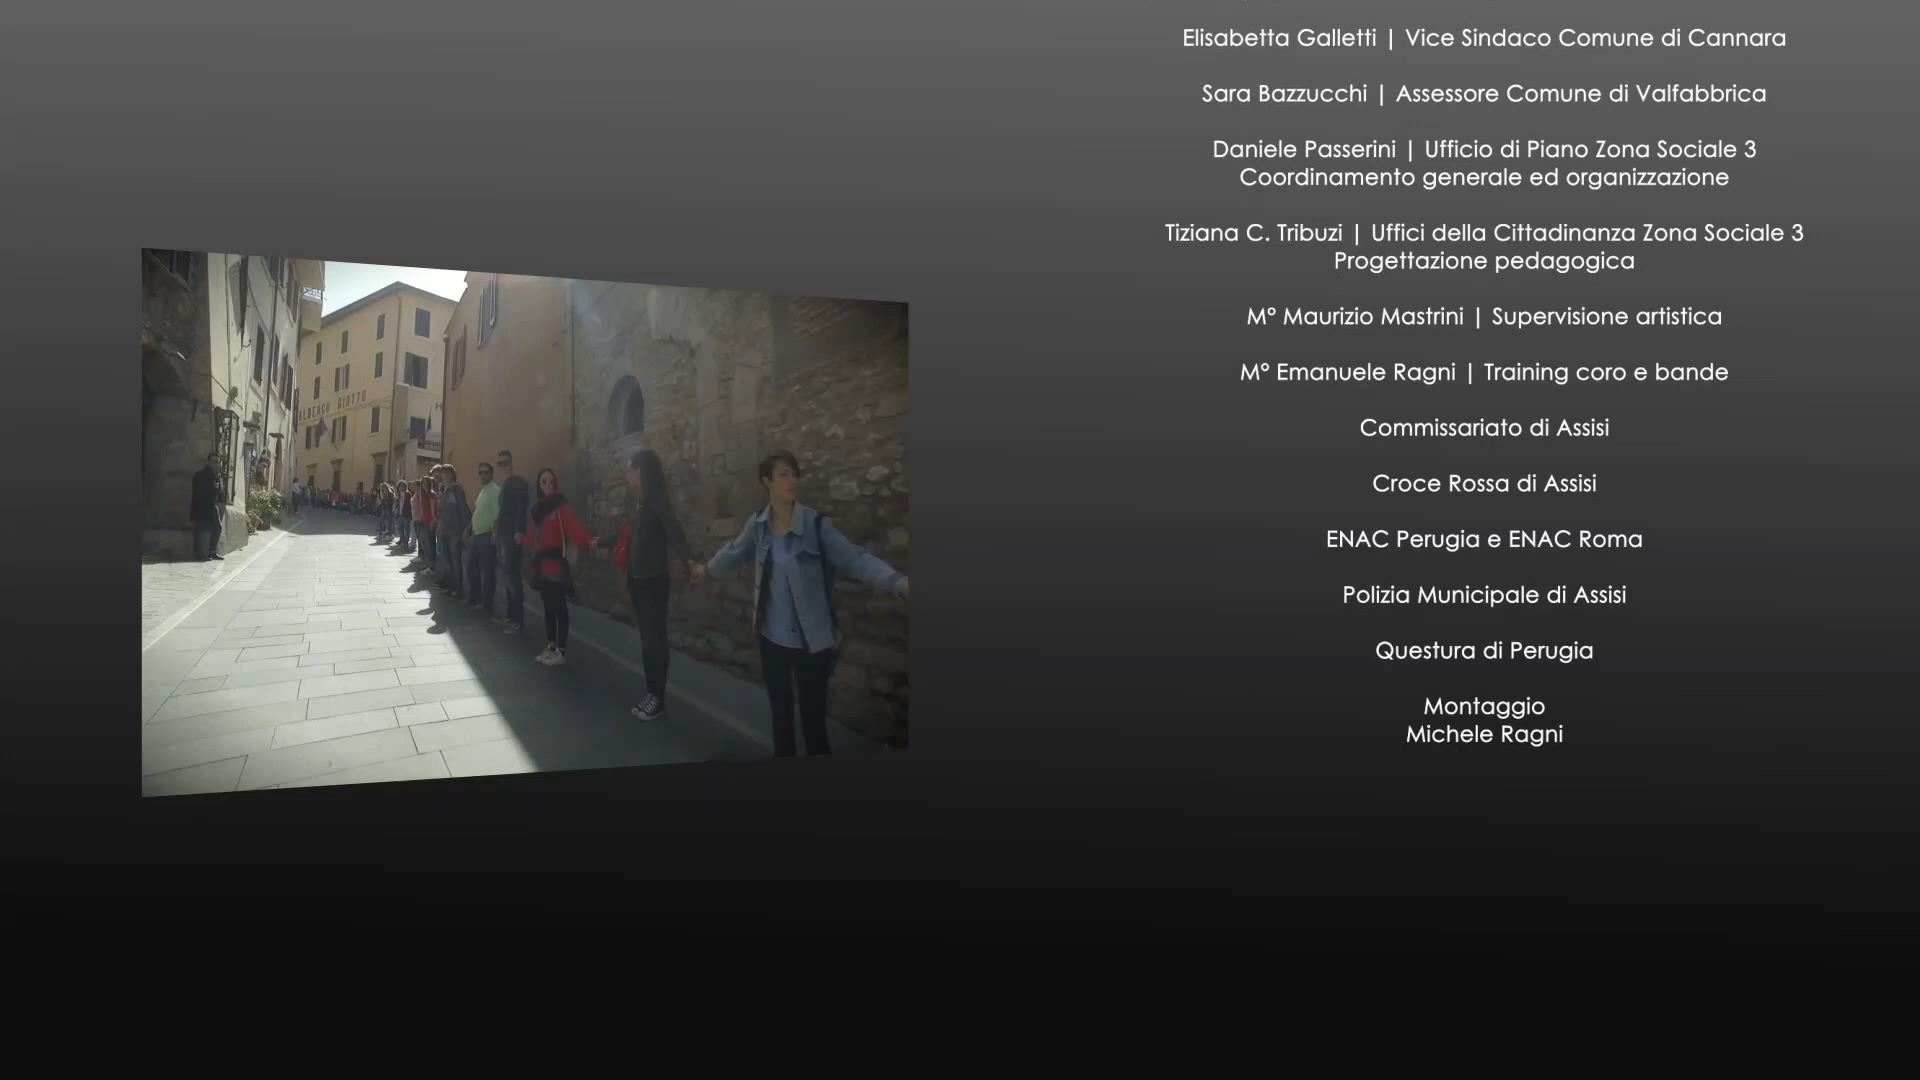 Elisabetta Galletti | Vice Sindaco Comune di Cannara
Sara Bazzucchi | Assessore Comune di Valfabbrica
Daniele Passerini | Ufficio di Piano Zona Sociale 3
Coordinamento generale ed organizzazione
Tiziana C. Tribuzi | Uffici della Cittadinanza Zona Sociale 3
Progettazione pedagogica
M° Maurizio Mastrini | Supervisione artistica
M° Emanuele Ragni | Training coro e bande
Commissariato di Assisi
Croce Rossa di Assisi
ENAC Perugia e ENAC Roma
Polizia Municipale di Assisi
Questura di Perugia
Montaggio
Michele Ragni
ALBERGO GIOTTO